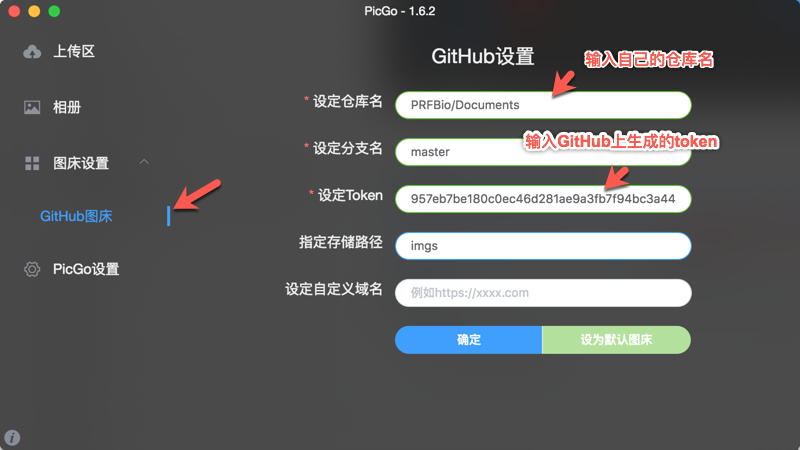 PicGo - 1.6.2
上传区
相册
图床设置
GitHub图床
PicGo设置
GitHub设置
输入自己的仓库名
* 设定仓库名
PRFBio/Documents
输入GitHub上生成的token
* 设定分支名
master
* 设定Token
957eb7be180c0ec46d281ae9a3fb7f94bc3a44
指定存储路径
imgs
设定自定义域名
例如https://xxxx.com
确定
设为默认图床